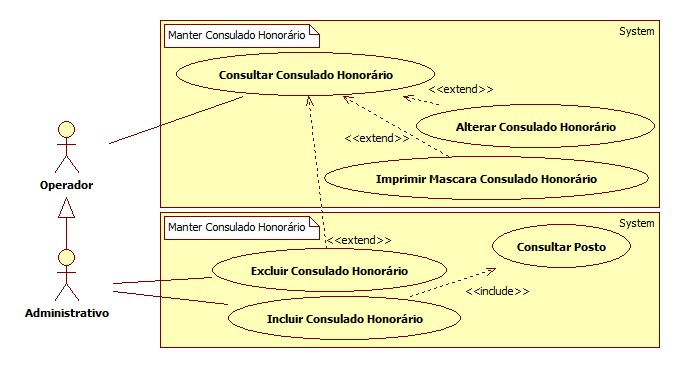 Manter Consulado Honorário
System
Consultar Consulado Honorário
<<extend>>
Alterar Consulado Honorário
<<extend>>
Imprimir Mascara Consulado Honorário
Operador
Manter Consulado Honorário
System
<<extend>>
Consultar Posto
Excluir Consulado Honorário
<<include>>
Administrativo
Incluir Consulado Honorário